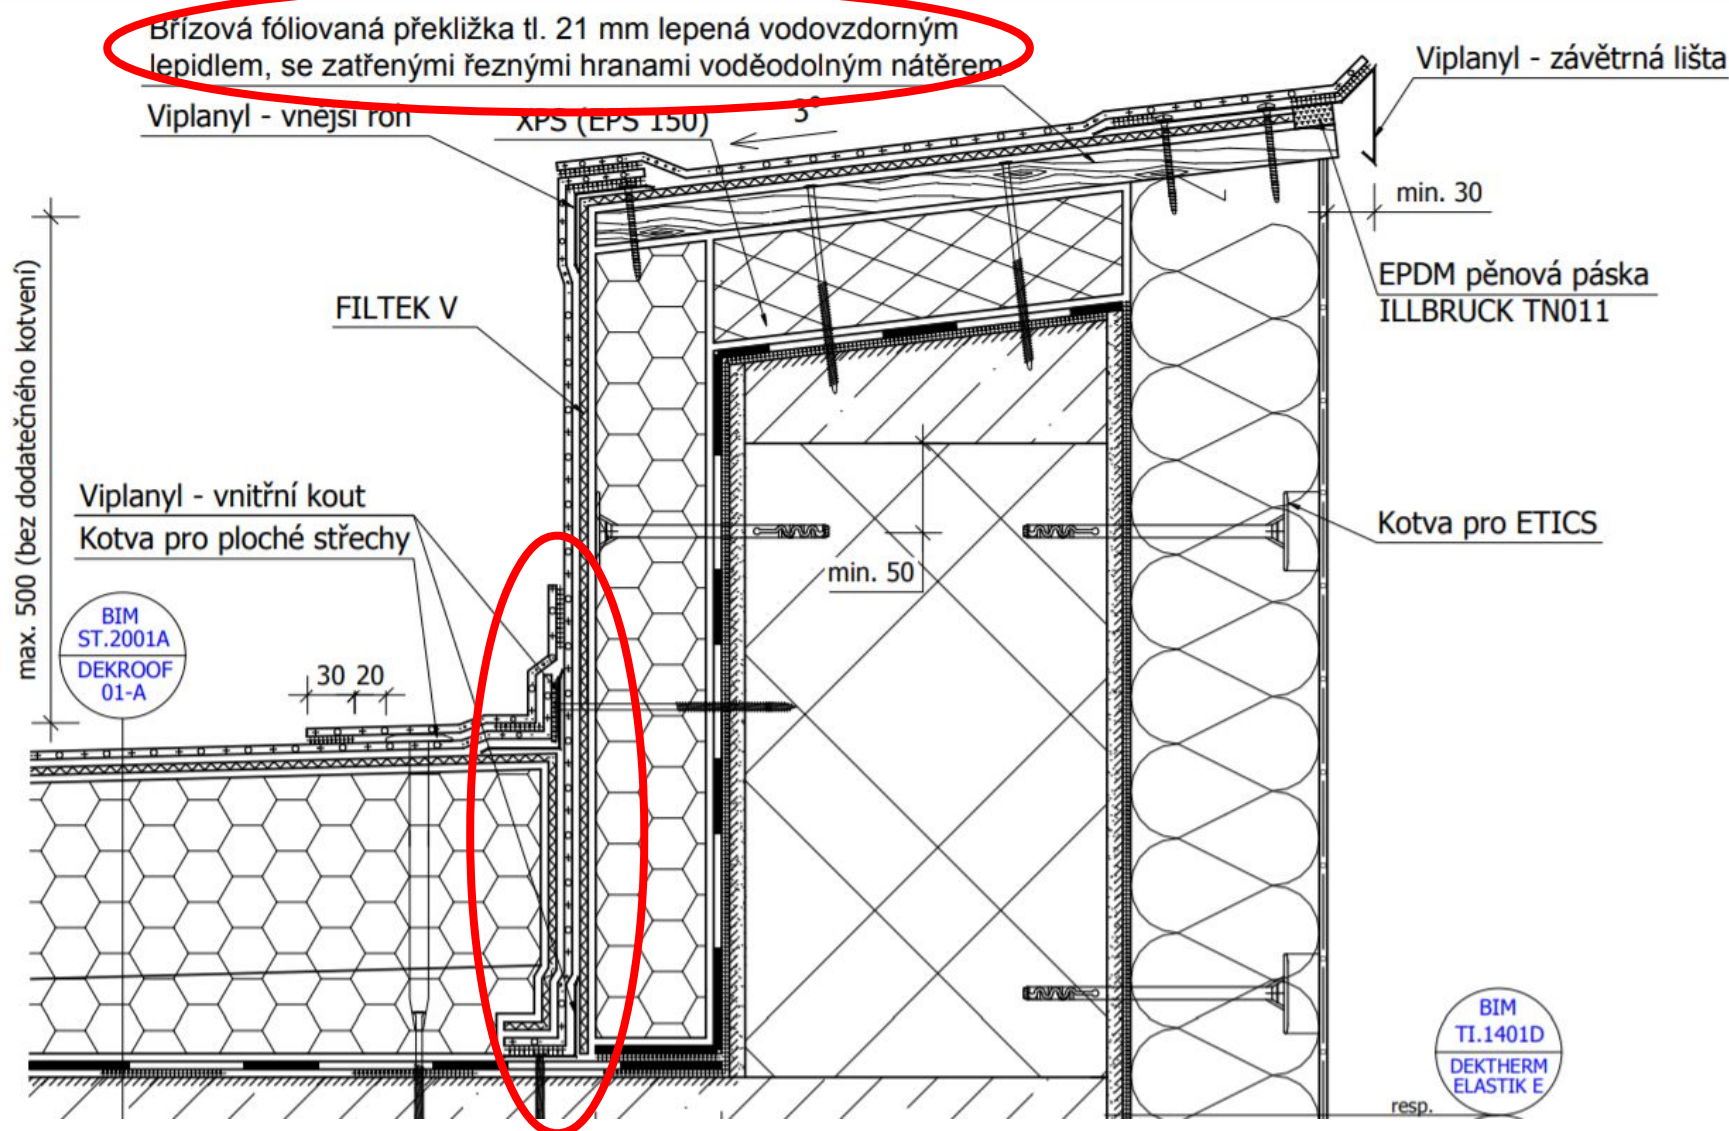 Břízová fóliovaná překližka tl. 21 mm lepená vodovzdorným
lepidlem, se zatřenými řeznými hranami voděodolným nátěrem
Viplanyl - závětrná lišta
Viplanyl - vnější roh
XPS (EPS 150)
3°
min. 30
EPDM pěnová páska
ILLBRUCK TN011
FILTEK V
max. 500 (bez dodatečného kotvení)
Viplanyl - vnitřní kout
Kotva pro ploché střechy
Kotva pro ETICS
min. 50
BIM
ST.2001A
DEKROOF
01-A
30 20
BIM
TI.1401D
DEKTHERM
ELASTIK E
resp.